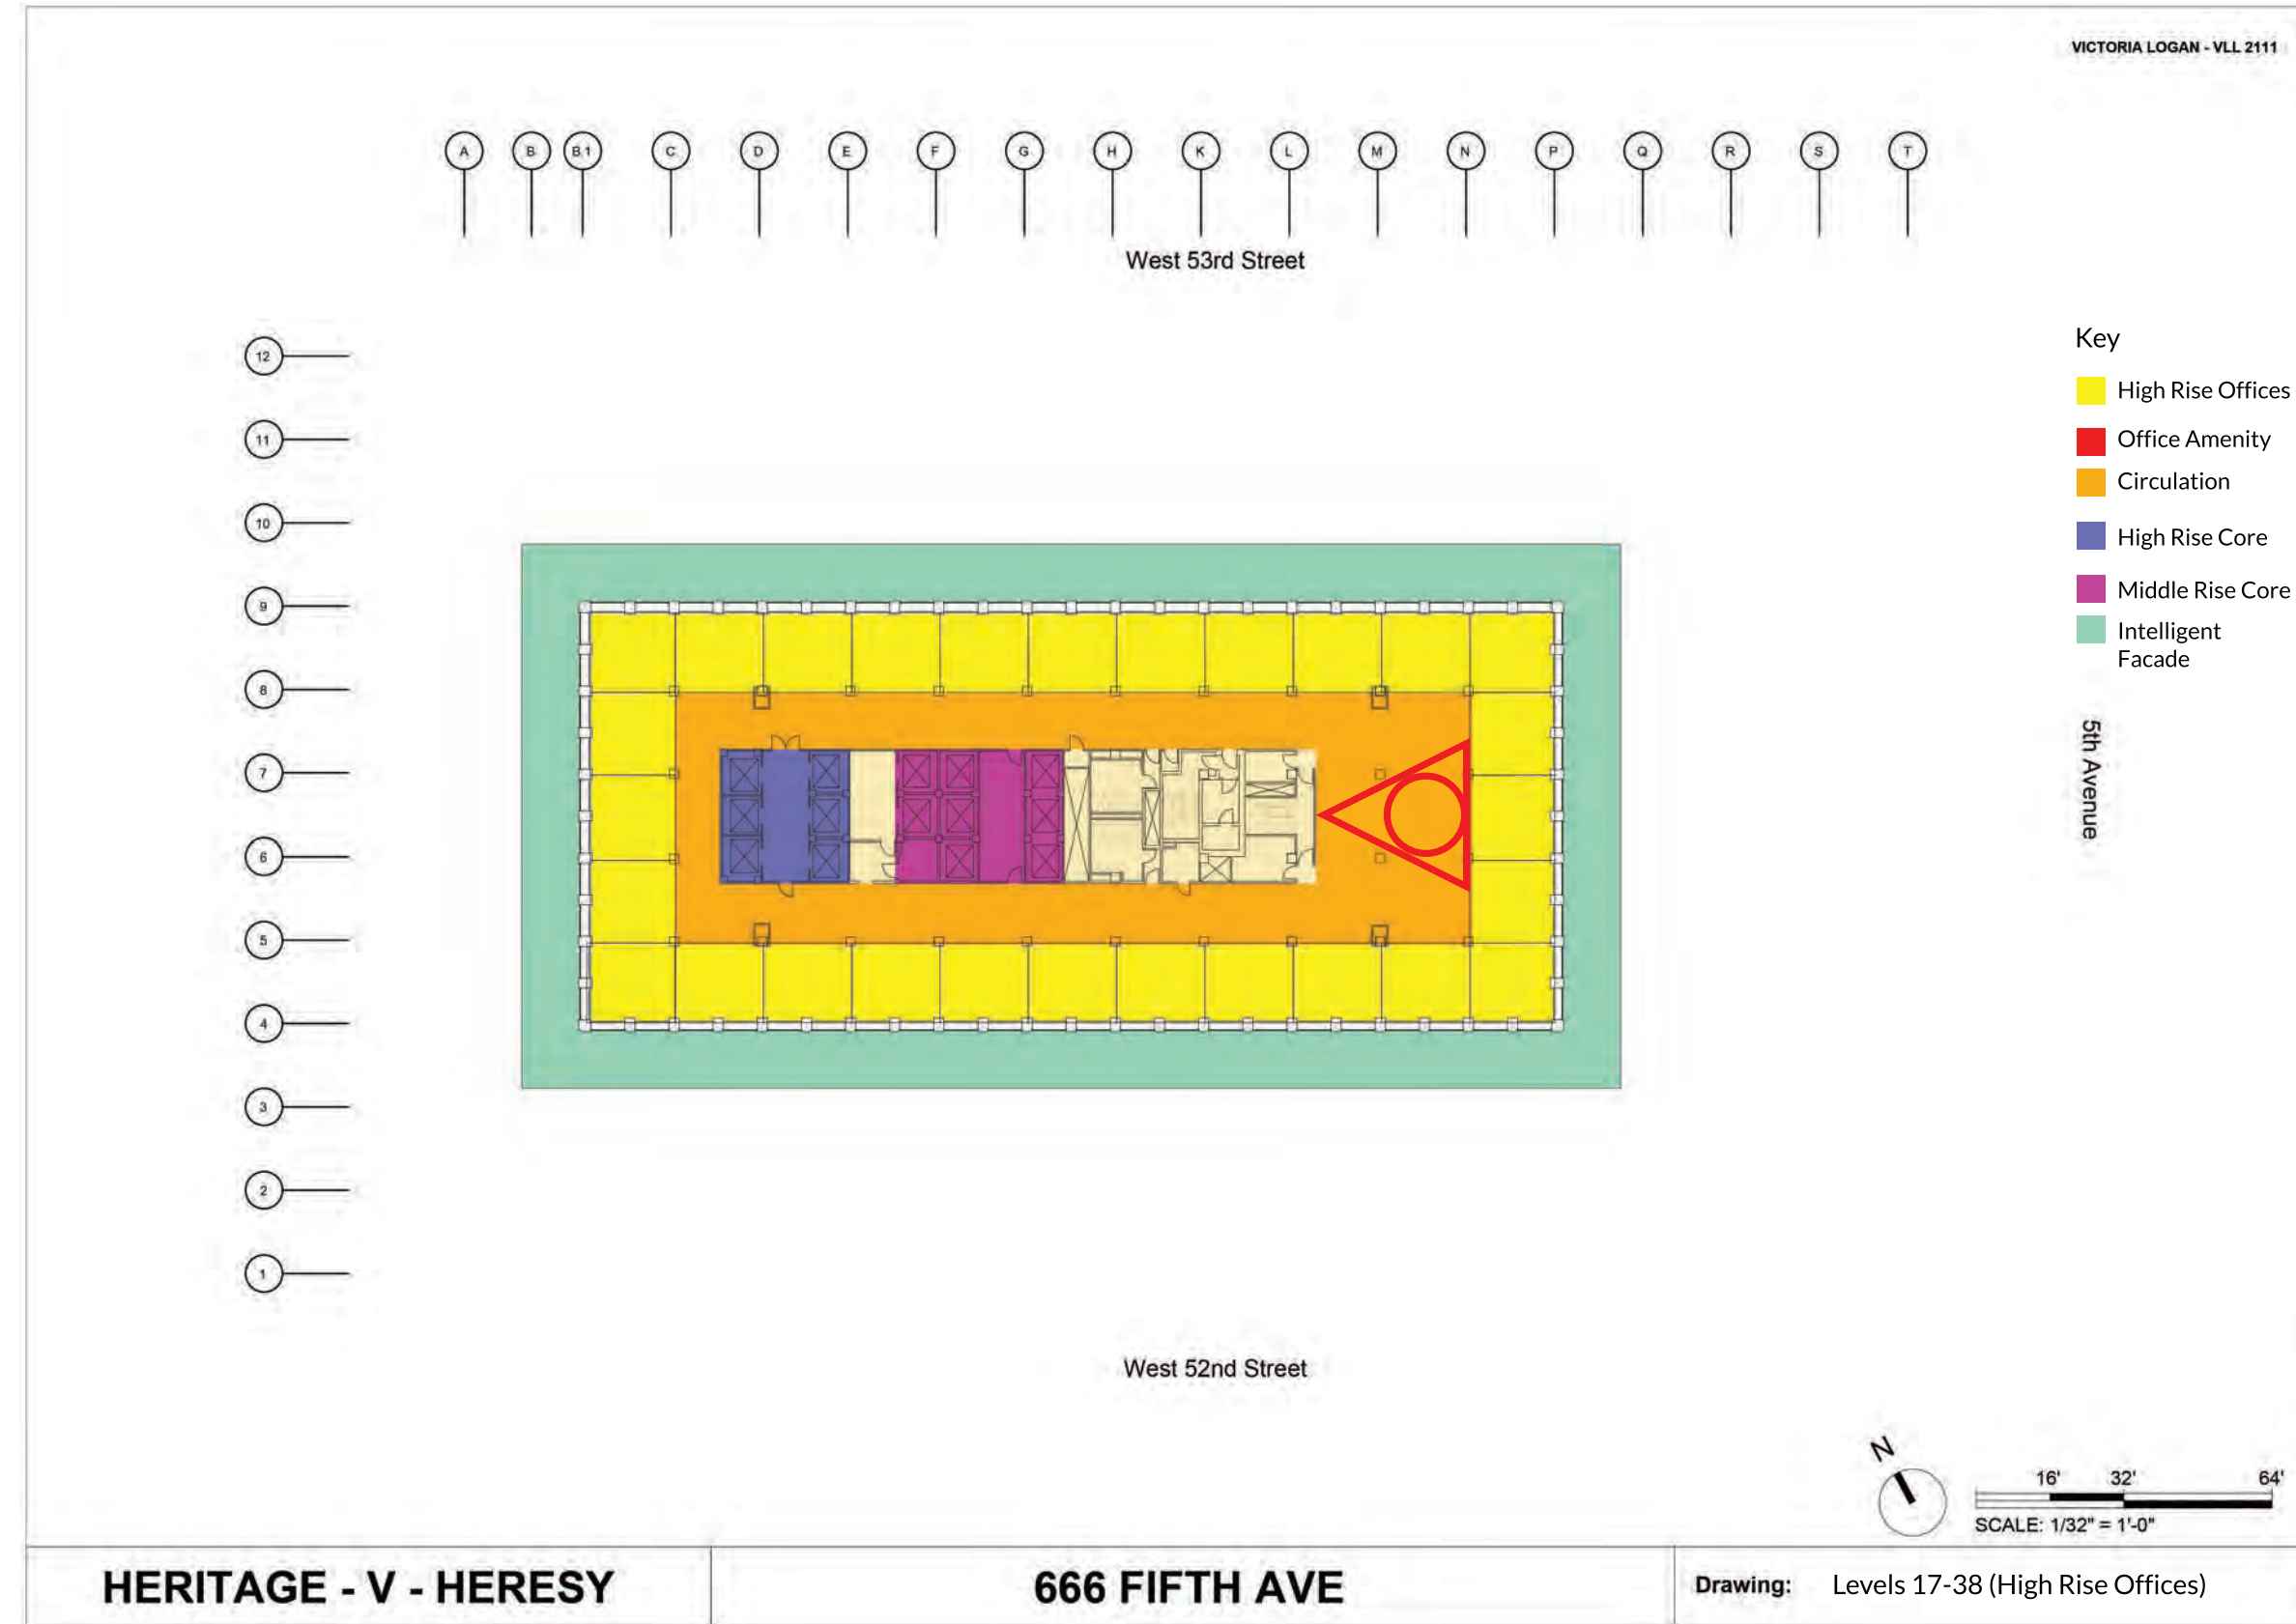 VICTORIA LOGAN - VLL 2111
A B B.1 C D E F G H K L M N P Q R S T
West 53rd Street
12
11
10
9
8
7
6
5
4
3
2
1
Key
High Rise Offices
Office Amenity
Circulation
High Rise Core
Middle Rise Core
Intelligent
Facade
5th Avenue
West 52nd Street
N
16' 32' 64'
SCALE: 1/32" = 1'-0"
HERITAGE - V - HERESY
666 FIFTH AVE
Drawing: Levels 17-38 (High Rise Offices)